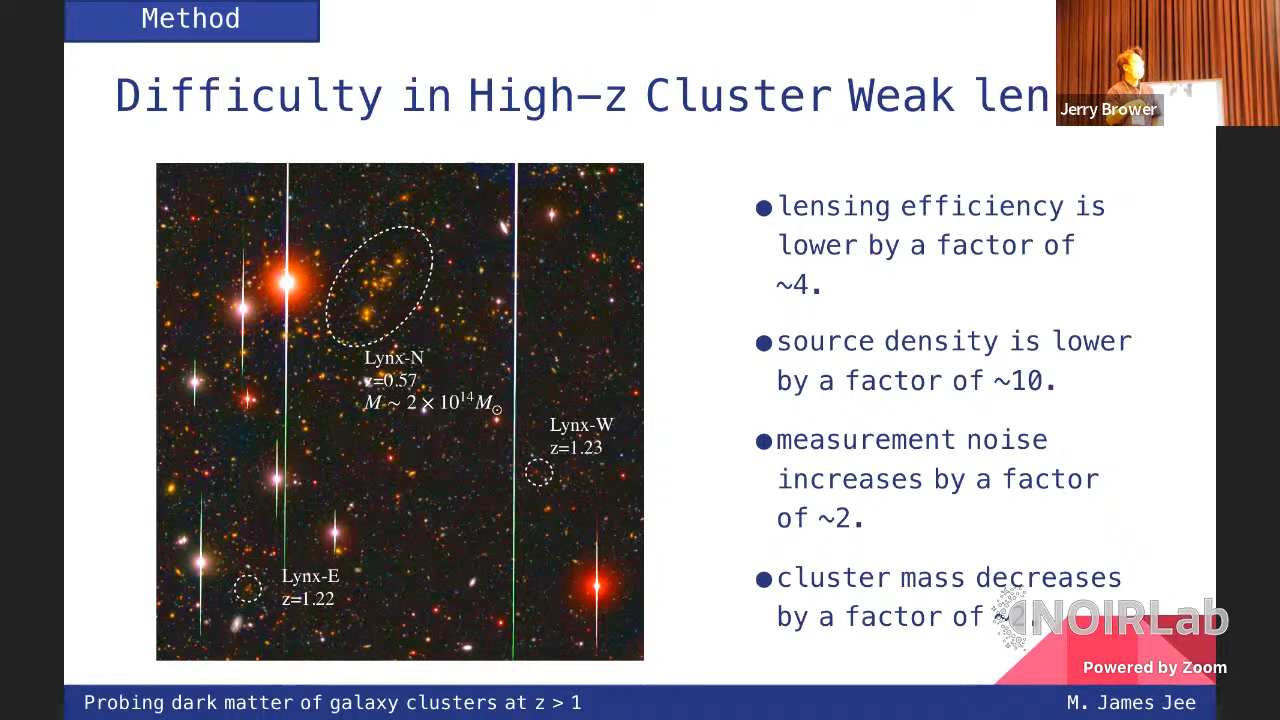 Method
Difficulty in High-z Cluster Weak len
Jerry Brower
Lynx-N
z=0.57
M ~ 2 × 10¹⁴ M☉
Lynx-W
z=1.23
Lynx-E
z=1.22
●lensing efficiency is
lower by a factor of
~4.
●source density is lower
by a factor of ~10.
●measurement noise
increases by a factor
of ~2.
●cluster mass decreases
by a factor of
NOIRLab
Powered by Zoom
Probing dark matter of galaxy clusters at z > 1
M. James Jee